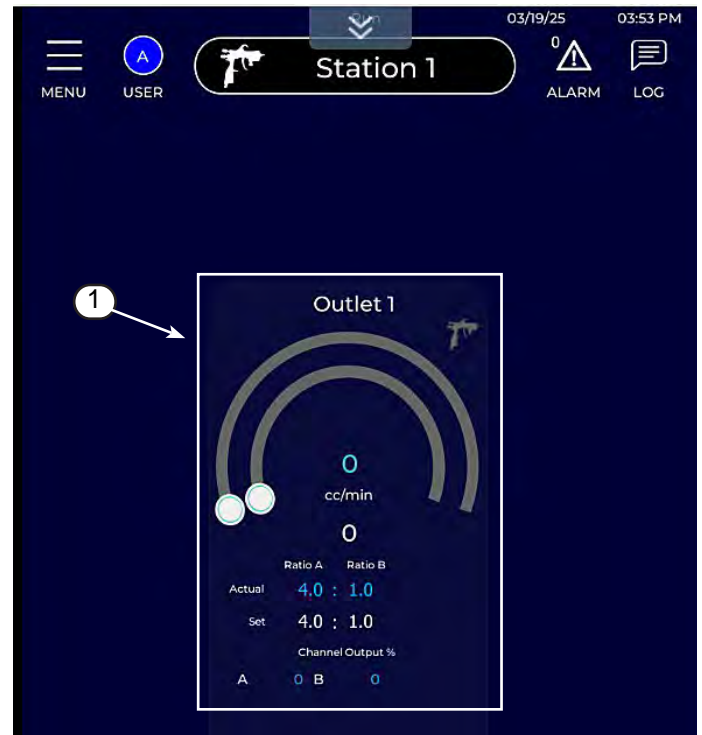 03/19/25 03:53 PM
A
Station 1
0
MENU USER ALARM LOG
1
Outlet 1
0
cc/min
0
Ratio A Ratio B
Actual 4.0 : 1.0
Set 4.0 : 1.0
Channel Output %
A 0 B 0